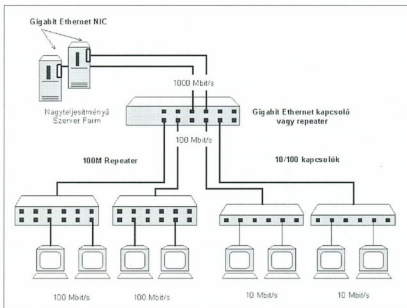 Gigabit Ethernet NIC
1000 Mbit/s
Nagyteljesítményű
Szerver Farm
Gigabit Ethernet kapcsoló
vagy repeater
100 Mbit/s
100M Repeater
10/100 kapcsolók
100 Mbit/s
100 Mbit/s
10 Mbit/s
10 Mbit/s